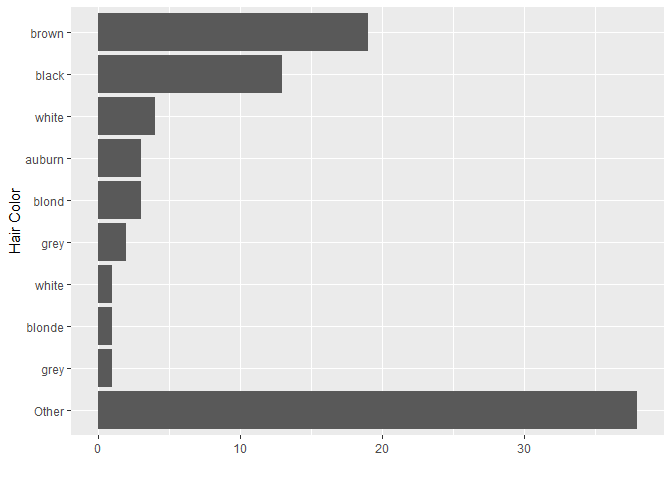 brown
black
white
auburn
blond
grey
white
blonde
grey
Other
Hair Color
0 10 20 30